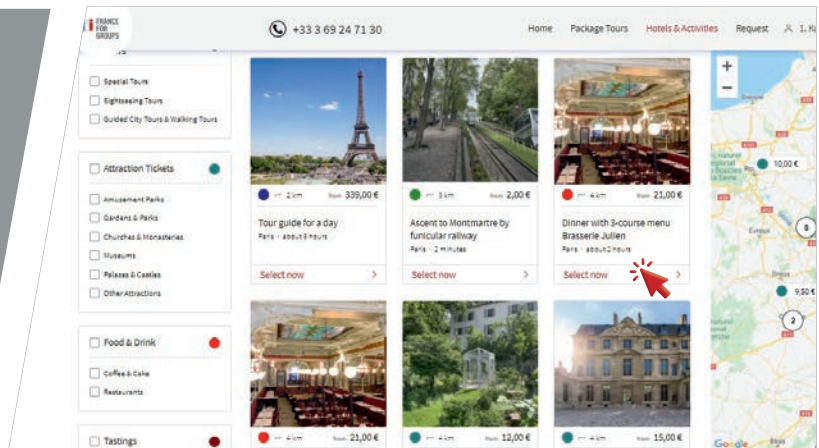 FRANCE
FOR
GROUPS
+33 3 69 24 71 30
Home Package Tours Hotels & Activities Request
Special Tours
Sightseeing Tours
Guided City Tours & Walking Tours
Attraction Tickets
Amusement Parks
Gardens & Parks
Churches & Monasteries
Museums
Palaces & Castles
Other Attractions
Food & Drink
Coffee & Cake
Restaurants
Tastings
2 km from 339,00 €
Tour guide for a day
Paris - about 8 hours
Select now >
3 km from 2,00 €
Ascent to Montmartre by
funicular railway
Paris - 2 minutes
Select now >
4 km from 21,00 €
Dinner with 3-course menu
Brasserie Julien
Paris - about 2 hours
Select now >
4 km from 21,00 €
4 km from 12,00 €
4 km from 15,00 €
+
−
10,00 €
Evreux
8
Dreux
9,50 €
2
Google
Blois